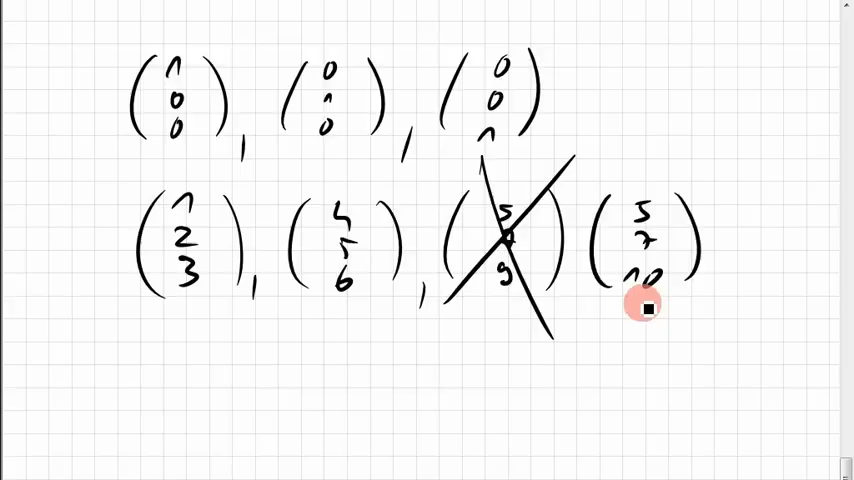 (1 0 0), (0 1 0), (0 0 1)
(1 2 3), (4 5 6), (5 7 9) (5 7 10)